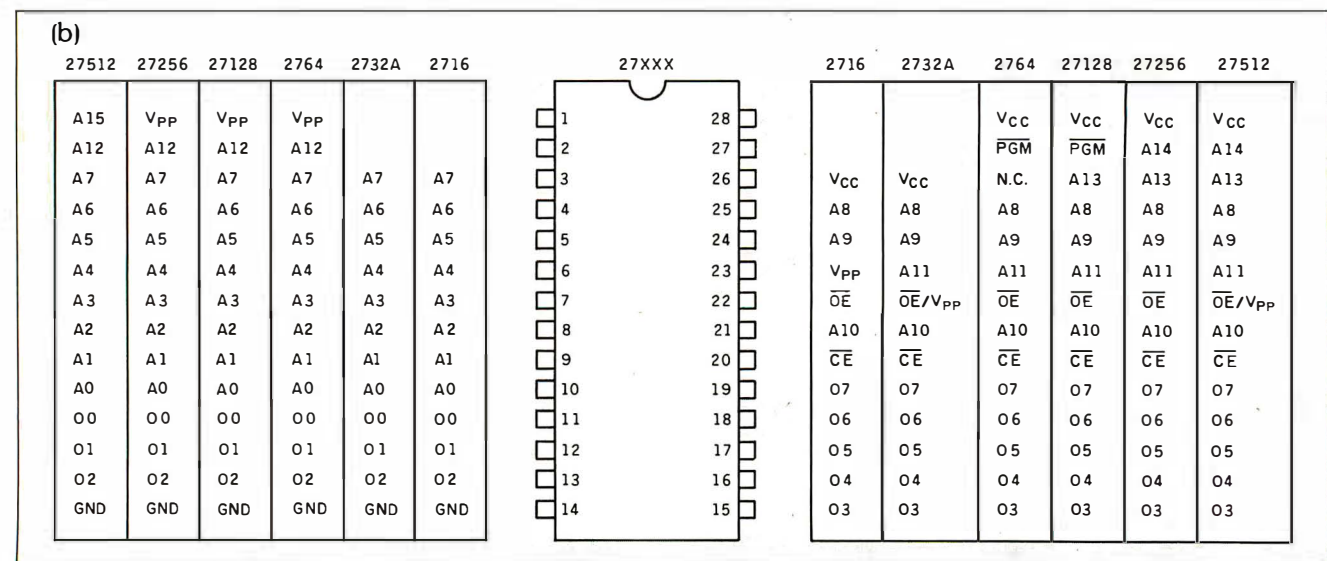 (b)
27512 27256 27128 2764 2732A 2716 27XXX 2716 2732A 2764 27128 27256 27512
A15 VPP VPP VPP 1 28 VCC VCC VCC VCC
A12 A12 A12 A12 2 27 PGM PGM A14 A14
A7 A7 A7 A7 A7 A7 3 26 VCC VCC N.C. A13 A13 A13
A6 A6 A6 A6 A6 A6 4 25 A8 A8 A8 A8 A8 A8
A5 A5 A5 A5 A5 A5 5 24 A9 A9 A9 A9 A9 A9
A4 A4 A4 A4 A4 A4 6 23 VPP A11 A11 A11 A11 A11
A3 A3 A3 A3 A3 A3 7 22 OE OE/VPP OE OE OE OE/VPP
A2 A2 A2 A2 A2 A2 8 21 A10 A10 A10 A10 A10 A10
A1 A1 A1 A1 A1 A1 9 20 CE CE CE CE CE CE
A0 A0 A0 A0 A0 A0 10 19 O7 O7 O7 O7 O7 O7
O0 O0 O0 O0 O0 O0 11 18 O6 O6 O6 O6 O6 O6
O1 O1 O1 O1 O1 O1 12 17 O5 O5 O5 O5 O5 O5
O2 O2 O2 O2 O2 O2 13 16 O4 O4 O4 O4 O4 O4
GND GND GND GND GND GND 14 15 O3 O3 O3 O3 O3 O3